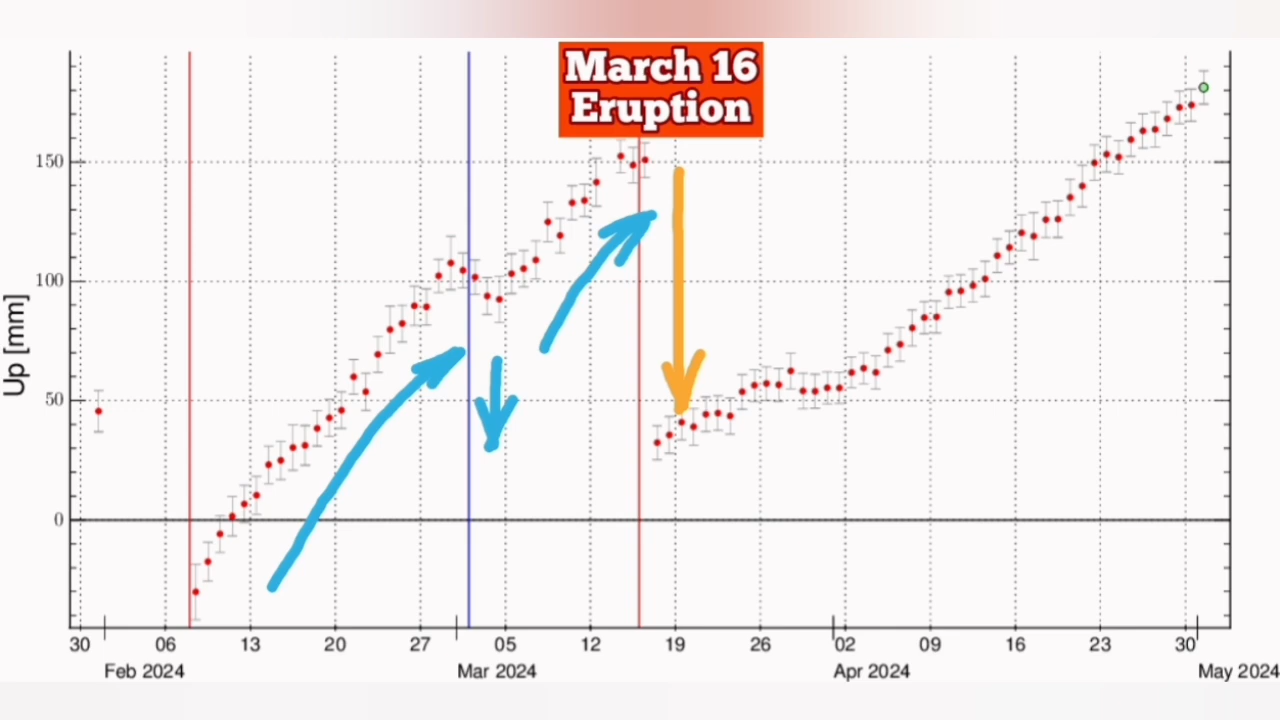 March 16
Eruption
150
100
50
0
Up [mm]
30 06 13 20 27 05 12 19 26 02 09 16 23 30
Feb 2024 Mar 2024 Apr 2024 May 2024